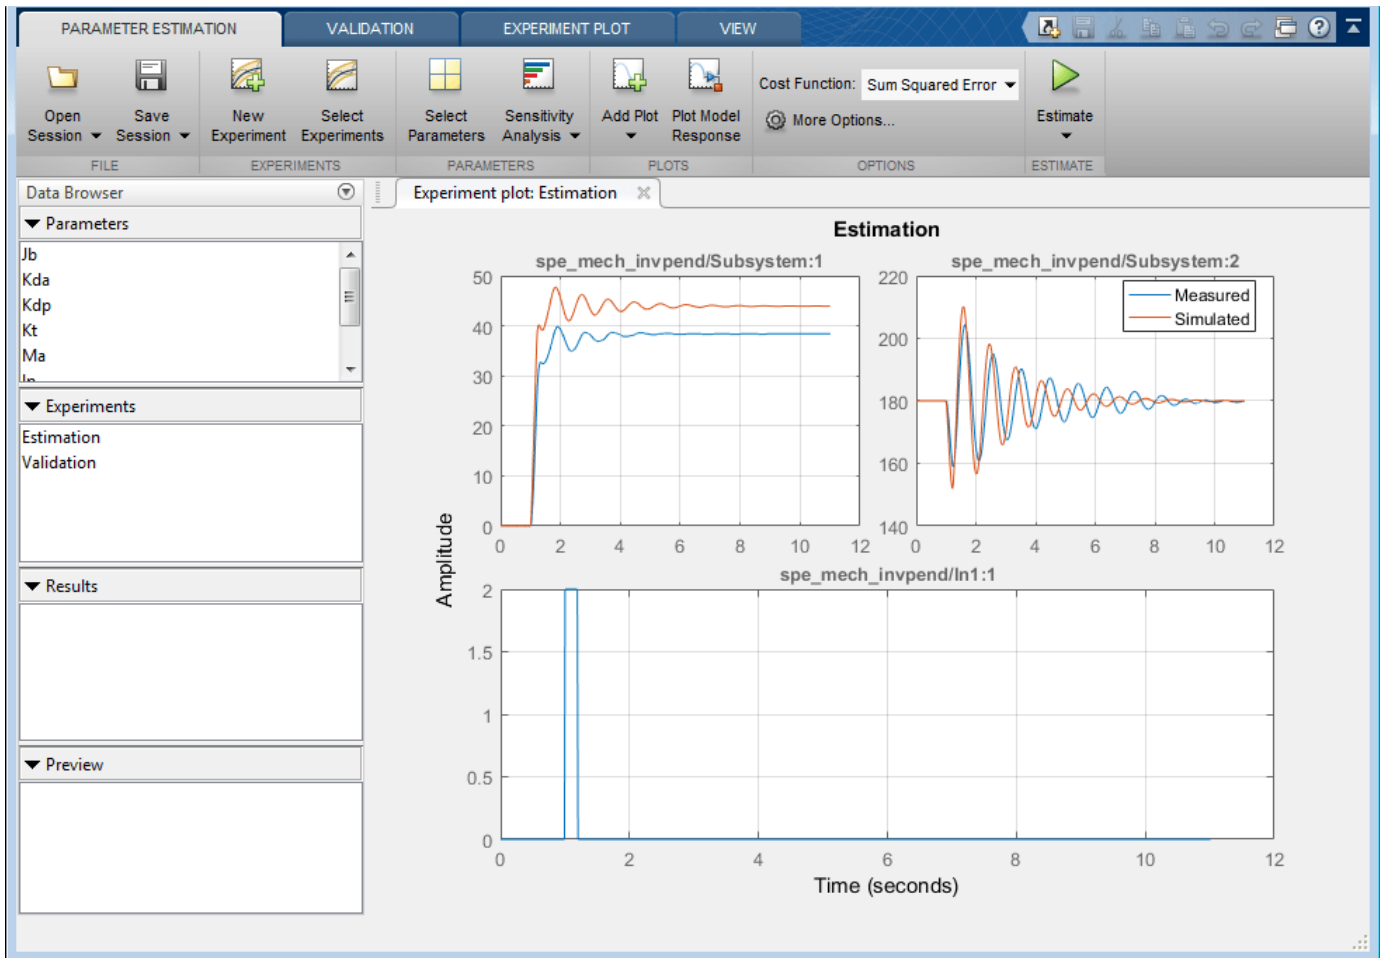 PARAMETER ESTIMATION
VALIDATION
EXPERIMENT PLOT
VIEW
Open Session
Save Session
New Experiment
Select Experiments
Select Parameters
Sensitivity Analysis
Add Plot
Plot Model Response
Cost Function: Sum Squared Error
More Options...
Estimate
FILE
EXPERIMENTS
PARAMETERS
PLOTS
OPTIONS
ESTIMATE
Data Browser
Parameters
Jb
Kda
Kdp
Kt
Ma
Experiments
Estimation
Validation
Results
Preview
Experiment plot: Estimation
Estimation
spe_mech_invpend/Subsystem:1
50
40
30
20
10
0
0 2 4 6 8 10 12
spe_mech_invpend/Subsystem:2
Measured
Simulated
220
200
180
160
140
0 2 4 6 8 10 12
Amplitude
spe_mech_invpend/In1:1
2
1.5
1
0.5
0
0 2 4 6 8 10 12
Time (seconds)